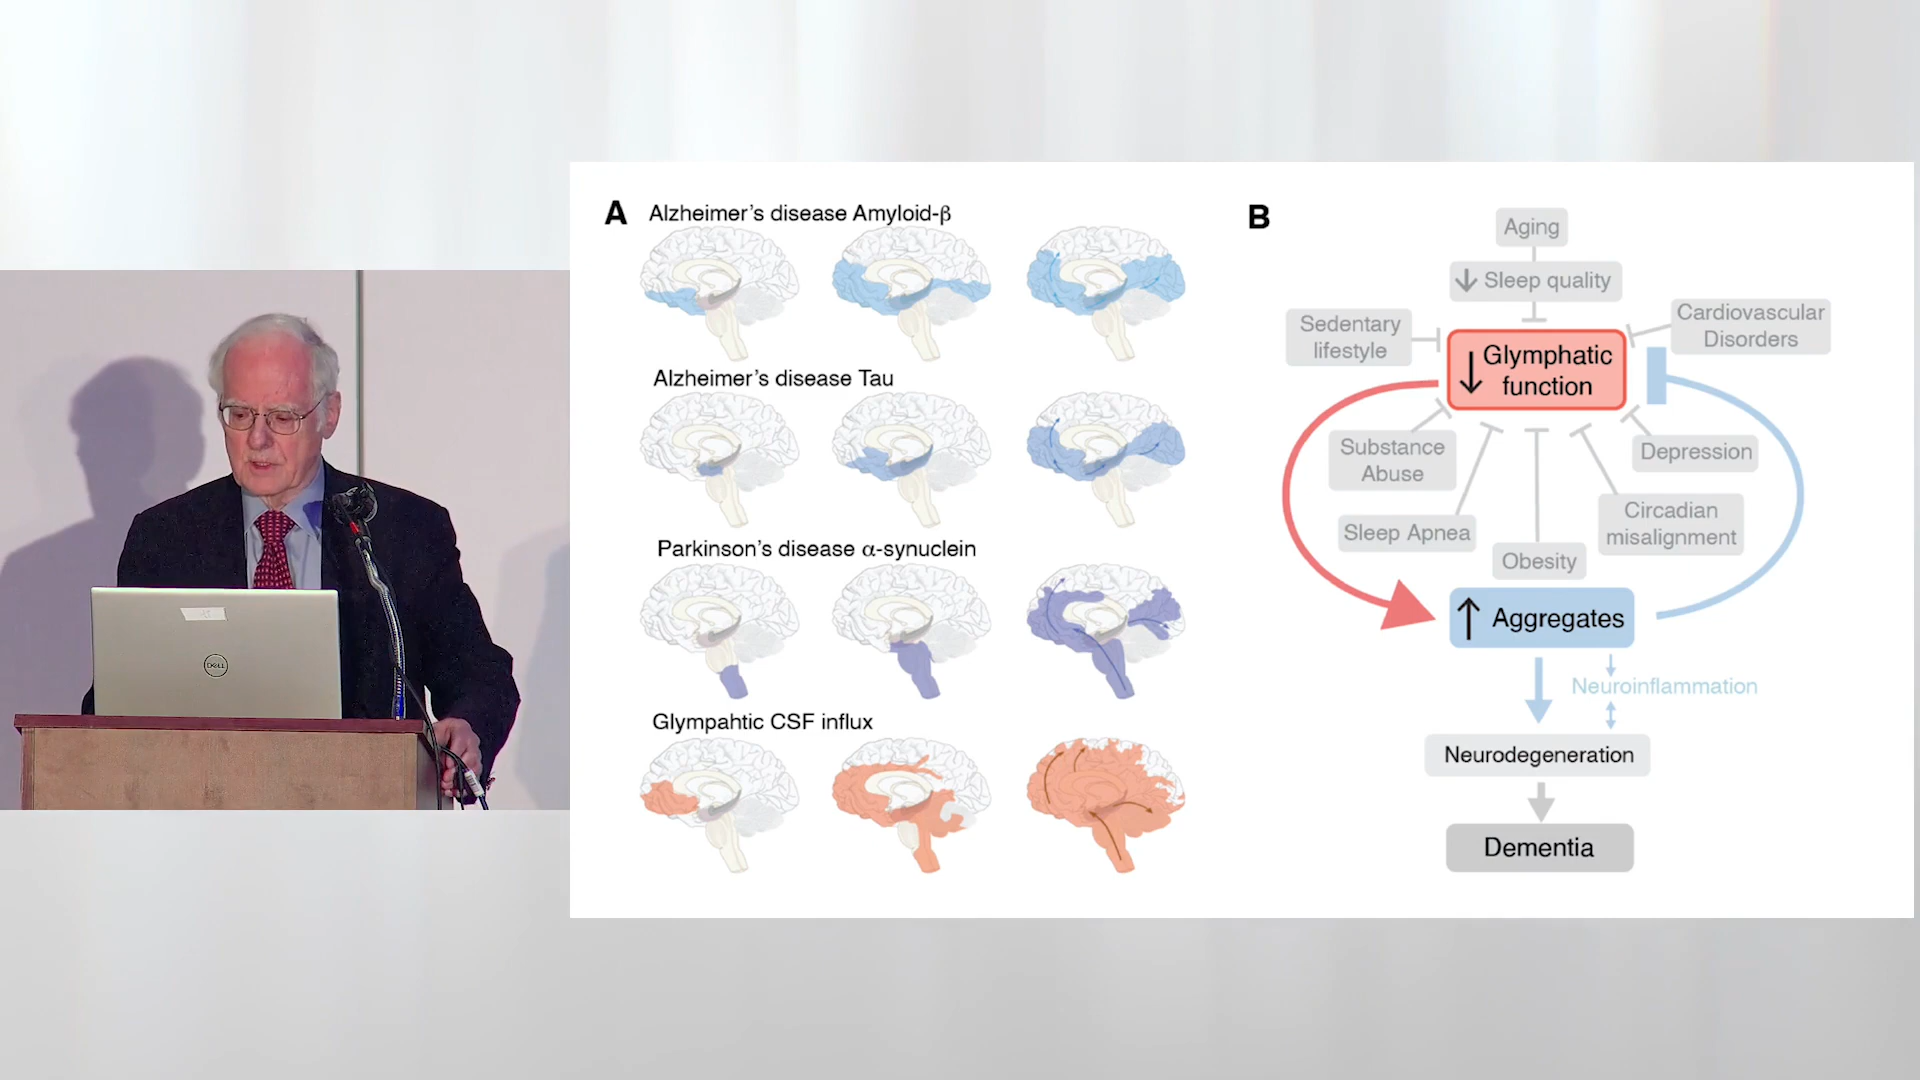 A
Alzheimer's disease Amyloid-β
Alzheimer's disease Tau
Parkinson's disease α-synuclein
Glympahtic CSF influx
B
Aging
↓ Sleep quality
Sedentary
lifestyle
Cardiovascular
Disorders
↓ Glymphatic
function
Substance
Abuse
Depression
Sleep Apnea
Circadian
misalignment
Obesity
↑ Aggregates
Neuroinflammation
Neurodegeneration
Dementia
DELL